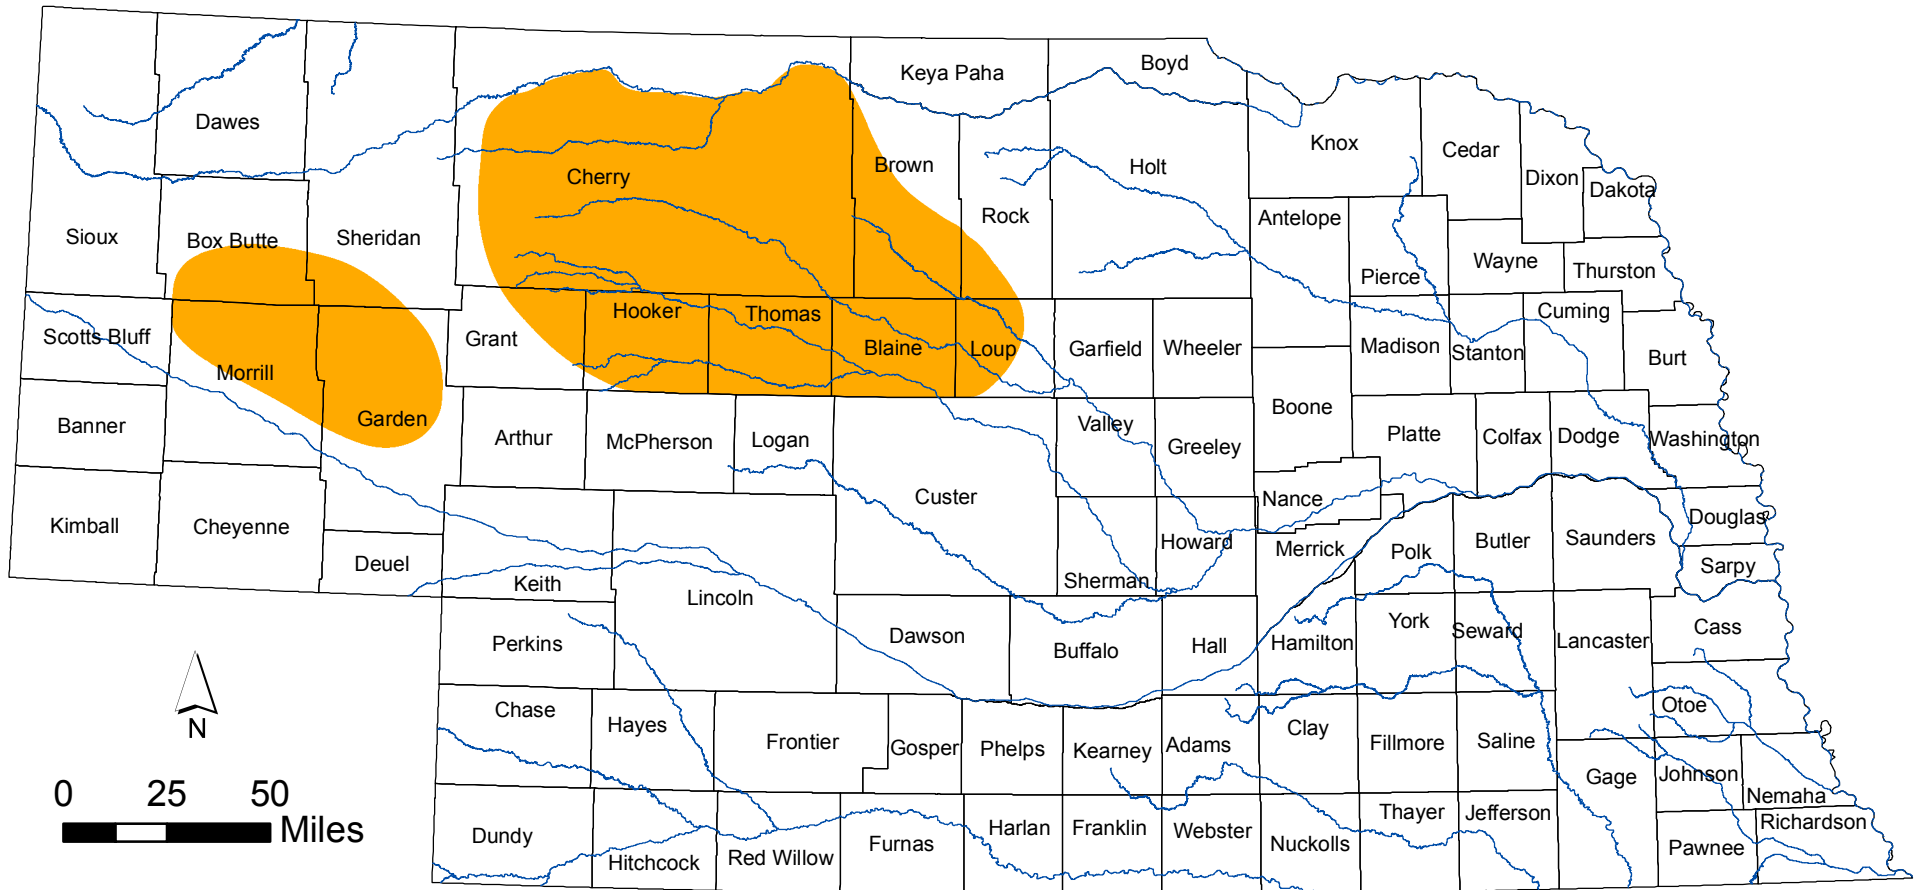 Keya Paha
Boyd
Dawes
Knox
Cedar
Cherry
Brown
Holt
Dixon
Dakota
Rock
Antelope
Sioux
Box Butte
Sheridan
Pierce
Wayne
Thurston
Scotts Bluff
Grant
Hooker
Thomas
Cuming
Morrill
Blaine
Loup
Garfield
Wheeler
Madison
Stanton
Burt
Banner
Garden
Arthur
McPherson
Logan
Valley
Greeley
Boone
Platte
Colfax
Dodge
Washington
Kimball
Cheyenne
Custer
Nance
Douglas
Deuel
Keith
Lincoln
Sherman
Howard
Merrick
Polk
Butler
Saunders
Sarpy
Perkins
Dawson
Buffalo
Hall
Hamilton
York
Seward
Lancaster
Cass
N
Chase
Hayes
Frontier
Gosper
Phelps
Kearney
Adams
Clay
Fillmore
Saline
Otoe
Gage
Johnson
Nemaha
0 25 50
Miles
Dundy
Hitchcock
Red Willow
Furnas
Harlan
Franklin
Webster
Nuckolls
Thayer
Jefferson
Pawnee
Richardson